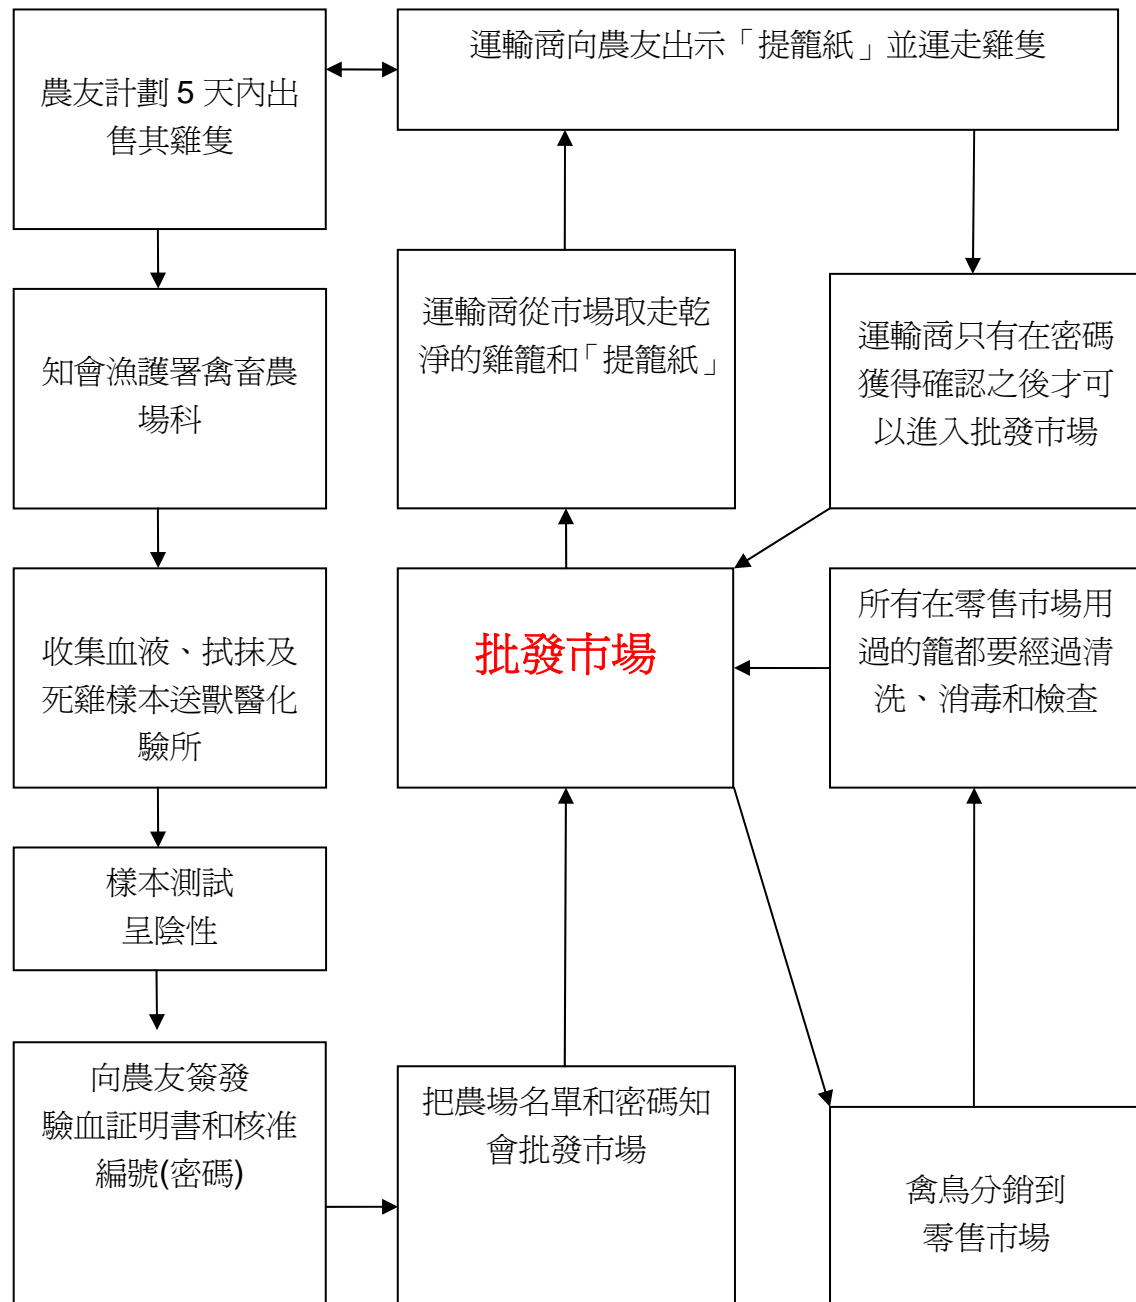 農友計劃 5 天內出
售其雞隻
運輸商向農友出示「提籠紙」並運走雞隻
知會漁護署禽畜農
場科
運輸商從市場取走乾
淨的雞籠和「提籠紙」
運輸商只有在密碼
獲得確認之後才可
以進入批發市場
收集血液、拭抹及
死雞樣本送獸醫化
驗所
批發市場
所有在零售市場用
過的籠都要經過清
洗、消毒和檢查
樣本測試
呈陰性
向農友簽發
驗血証明書和核准
編號(密碼)
把農場名單和密碼知
會批發市場
禽鳥分銷到
零售市場